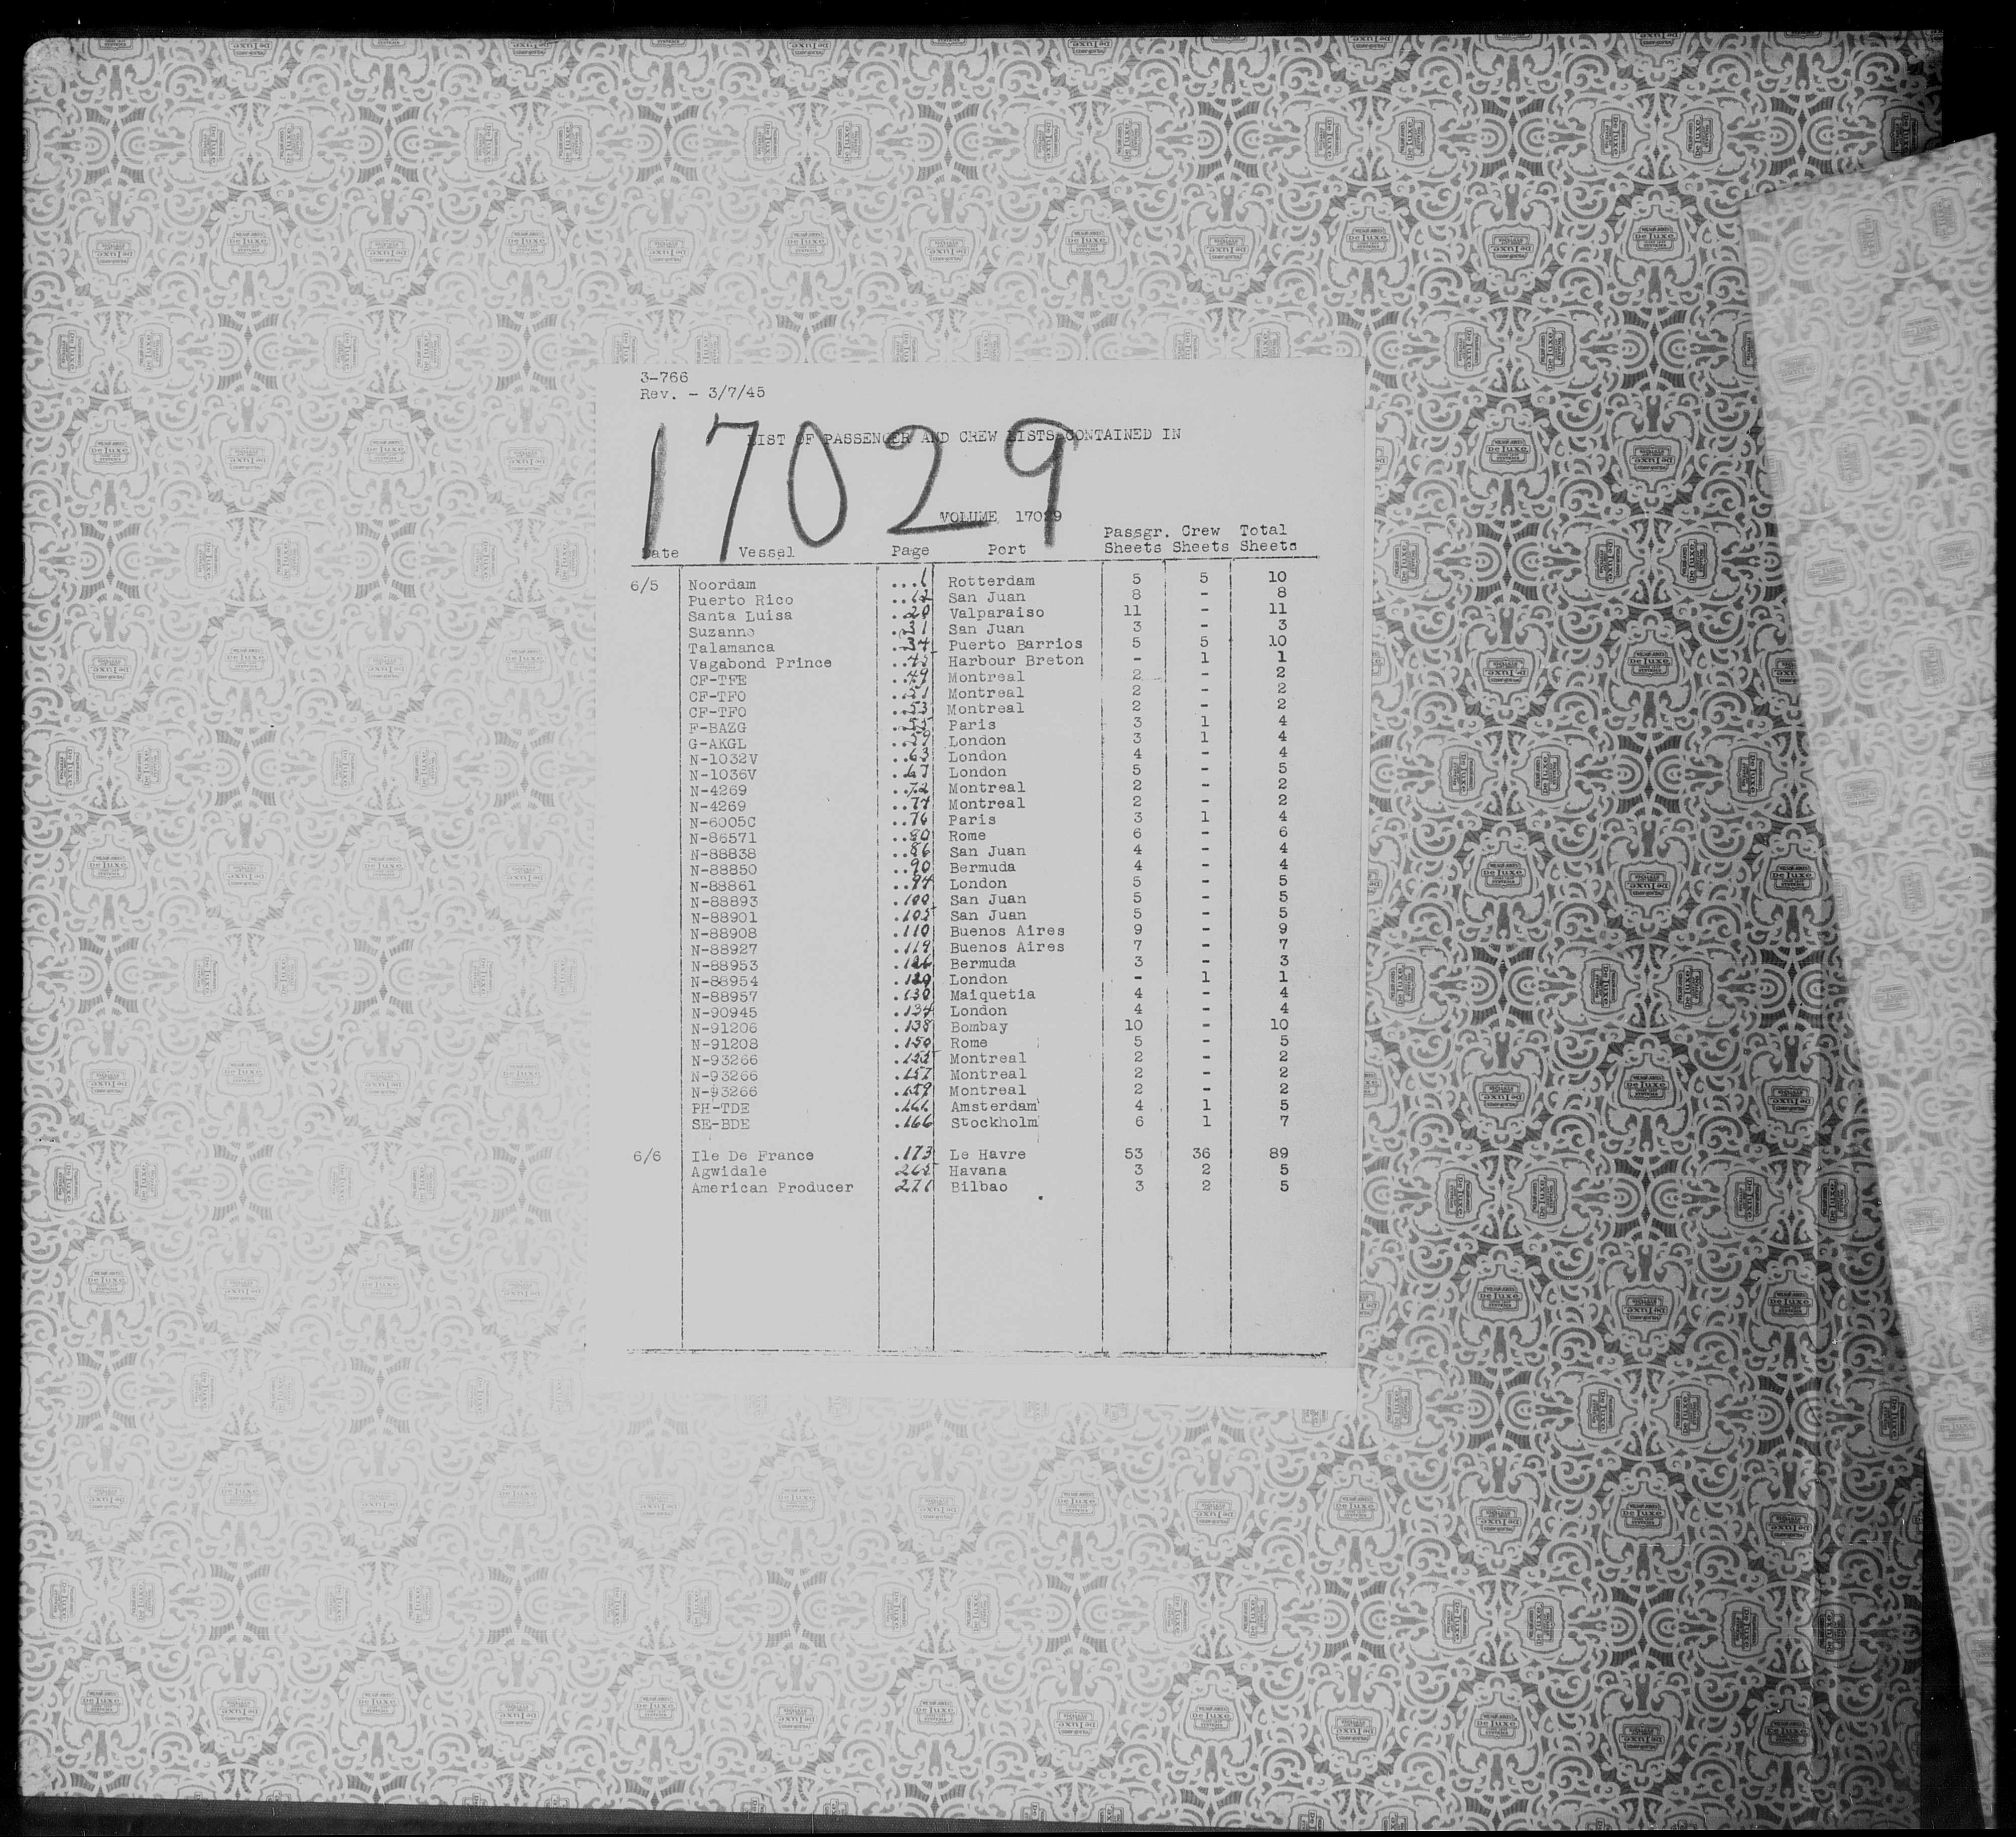 3-766
Rev. - 3/7/45
LIST OF PASSENGER AND CREW LISTS CONTAINED IN
17029
VOLUME 17029
Date Vessel Page Port Passgr. Sheets Crew Sheets Total Sheets
6/5 Noordam ...1 Rotterdam 5 5 10
Puerto Rico ..12 San Juan 8 - 8
Santa Luisa ..20 Valparaiso 11 - 11
Suzanne ..31 San Juan 3 - 3
Talamanca ..34 Puerto Barrios 5 5 10
Vagabond Prince ..45 Harbour Breton - 1 1
CF-TFE ..49 Montreal 2 - 2
CF-TFO ..51 Montreal 2 - 2
CF-TFO ..53 Montreal 2 - 2
F-BAZG ..55 Paris 3 1 4
G-AKGL ..59 London 3 1 4
N-1032V ..63 London 4 - 4
N-1036V ..67 London 5 - 5
N-4269 ..72 Montreal 2 - 2
N-4269 ..74 Montreal 2 - 2
N-6005C ..76 Paris 3 1 4
N-86571 ..80 Rome 6 - 6
N-88838 ..86 San Juan 4 - 4
N-88850 ..90 Bermuda 4 - 4
N-88861 ..94 London 5 - 5
N-88893 .100 San Juan 5 - 5
N-88901 .105 San Juan 5 - 5
N-88908 .110 Buenos Aires 9 - 9
N-88927 .119 Buenos Aires 7 - 7
N-88953 .126 Bermuda 3 - 3
N-88954 .129 London - 1 1
N-88957 .130 Maiquetia 4 - 4
N-90945 .134 London 4 - 4
N-91206 .138 Bombay 10 - 10
N-91208 .150 Rome 5 - 5
N-93266 .155 Montreal 2 - 2
N-93266 .157 Montreal 2 - 2
N-93266 .159 Montreal 2 - 2
PH-TDE .161 Amsterdam 4 1 5
SE-BDE .166 Stockholm 6 1 7
6/6 Ile De France .173 Le Havre 53 36 89
Agwidale 265 Havana 3 2 5
American Producer 271 Bilbao 3 2 5